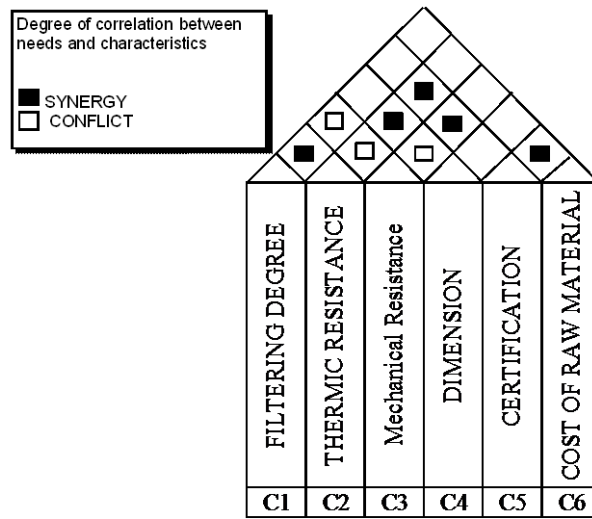 Degree of correlation between
needs and characteristics
SYNERGY
CONFLICT
FILTERING DEGREE
THERMIC RESISTANCE
Mechanical Resistance
DIMENSION
CERTIFICATION
COST OF RAW MATERIAL
C1 C2 C3 C4 C5 C6